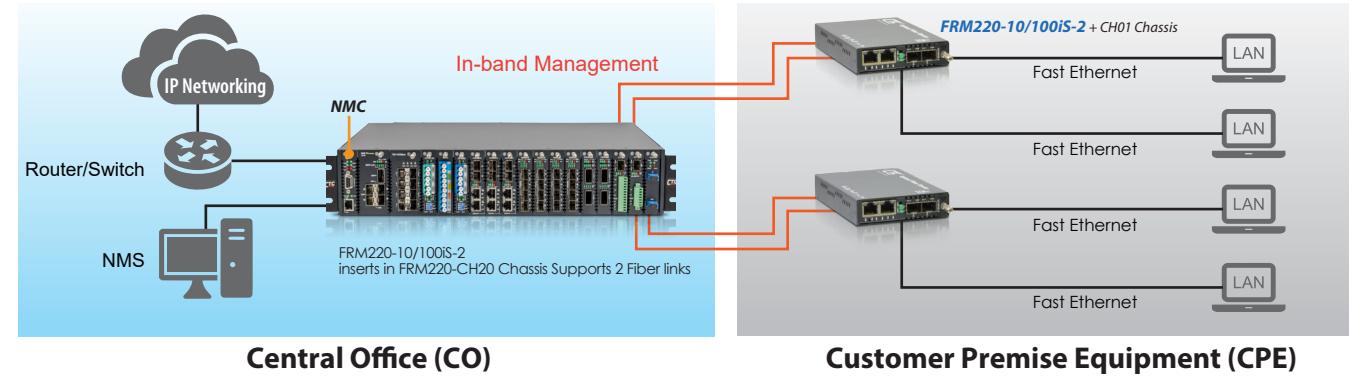 IP Networking
In-band Management
FRM220-10/100iS-2 + CH01 Chassis
LAN
Fast Ethernet
NMC
LAN
Router/Switch
Fast Ethernet
LAN
Fast Ethernet
NMS
FRM220-10/100iS-2
inserts in FRM220-CH20 Chassis Supports 2 Fiber links
LAN
Fast Ethernet
Central Office (CO)
Customer Premise Equipment (CPE)